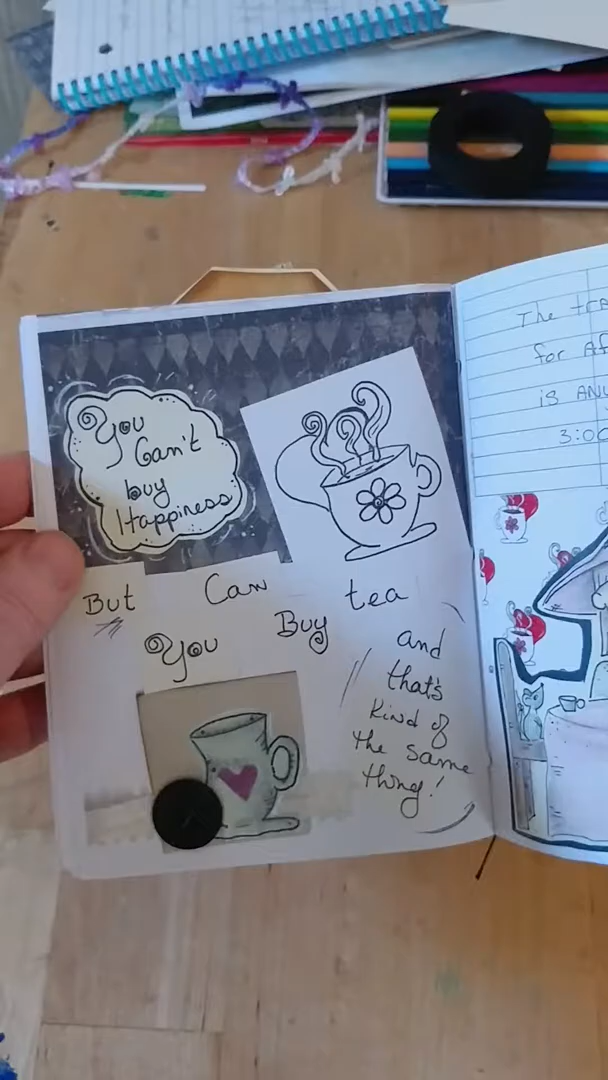 You
Can't
buy
Happiness
But Can tea
You Buy
and
that's
kind of
the same
thing!
The
for
is
3:00